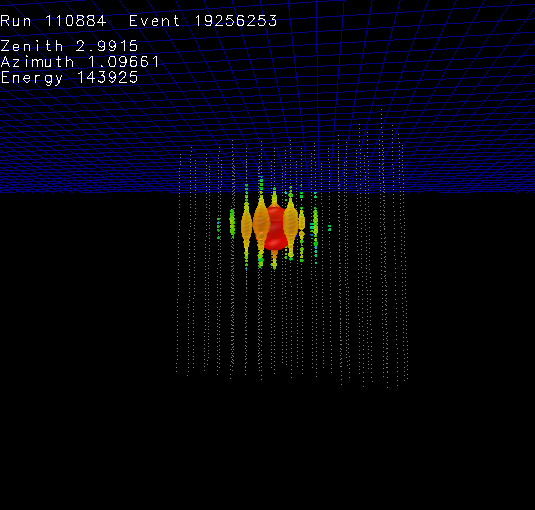 Run 110884  Event 19256253
Zenith 2.9915
Azimuth 1.09661
Energy 143925